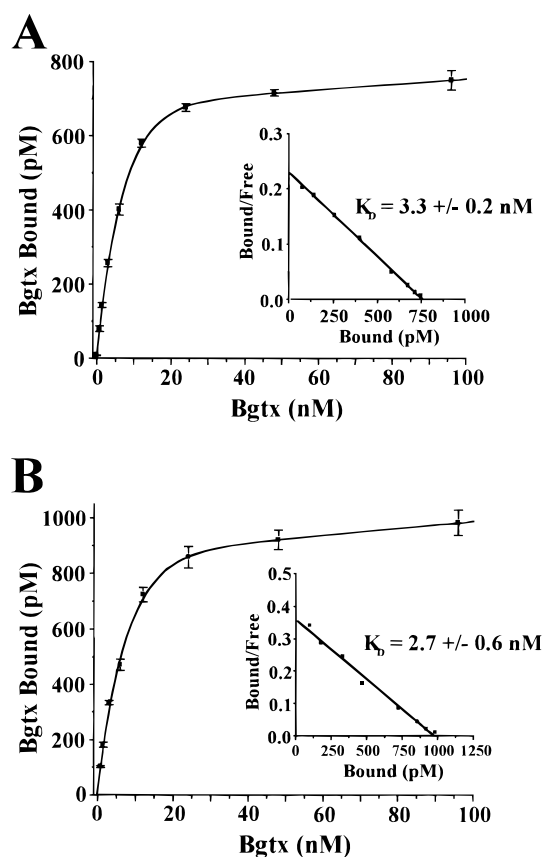 A
800
600
400
200
0
Bgtx Bound (pM)
0 20 40 60 80 100
Bgtx (nM)
0.3
0.2
0.1
0.0
Bound/Free
K_D = 3.3 +/- 0.2 nM
0 250 500 750 1000
Bound (pM)
B
1000
800
600
400
200
0
Bgtx Bound (pM)
0 20 40 60 80 100
Bgtx (nM)
0.5
0.4
0.3
0.2
0.1
0.0
Bound/Free
K_D = 2.7 +/- 0.6 nM
0 250 500 750 1000 1250
Bound (pM)